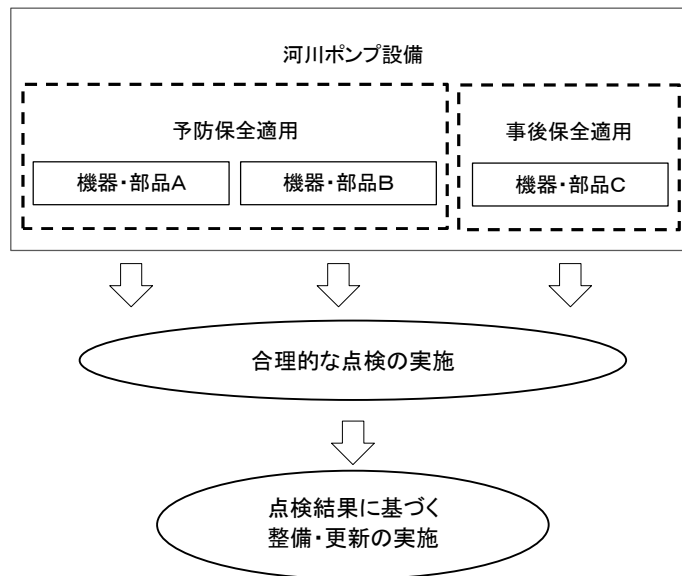 河川ポンプ設備
予防保全適用
事後保全適用
機器・部品A
機器・部品B
機器・部品C
合理的な点検の実施
点検結果に基づく
整備・更新の実施